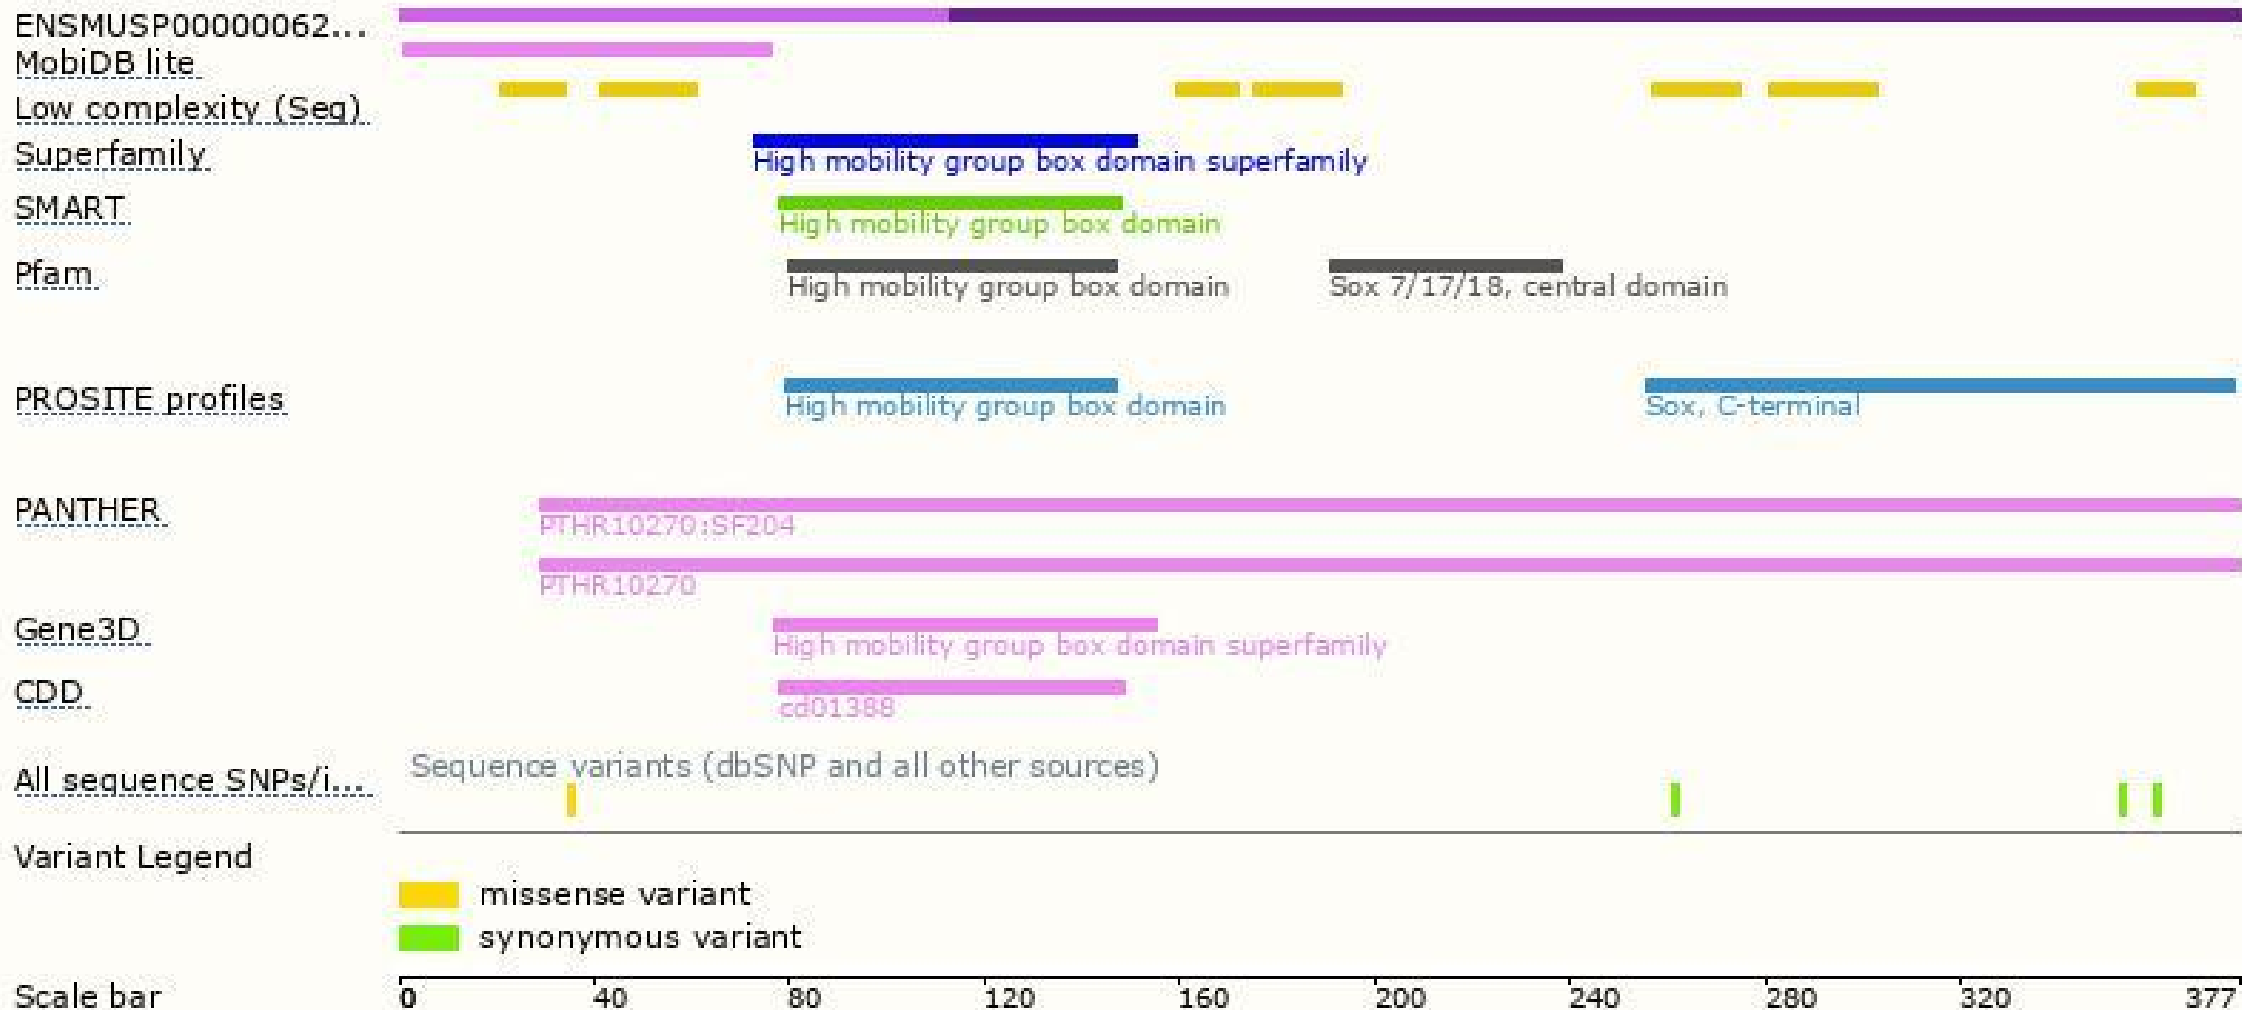 ENSMUSP00000062...
MobiDB lite
Low complexity (Seg)
Superfamily
High mobility group box domain superfamily
SMART
High mobility group box domain
Pfam
High mobility group box domain
Sox 7/17/18, central domain
PROSITE profiles
High mobility group box domain
Sox, C-terminal
PANTHER
PTHR10270:SF204
PTHR10270
Gene3D
High mobility group box domain superfamily
CDD
cd01388
All sequence SNPs/i...
Sequence variants (dbSNP and all other sources)
Variant Legend
missense variant
synonymous variant
Scale bar
0 40 80 120 160 200 240 280 320 377